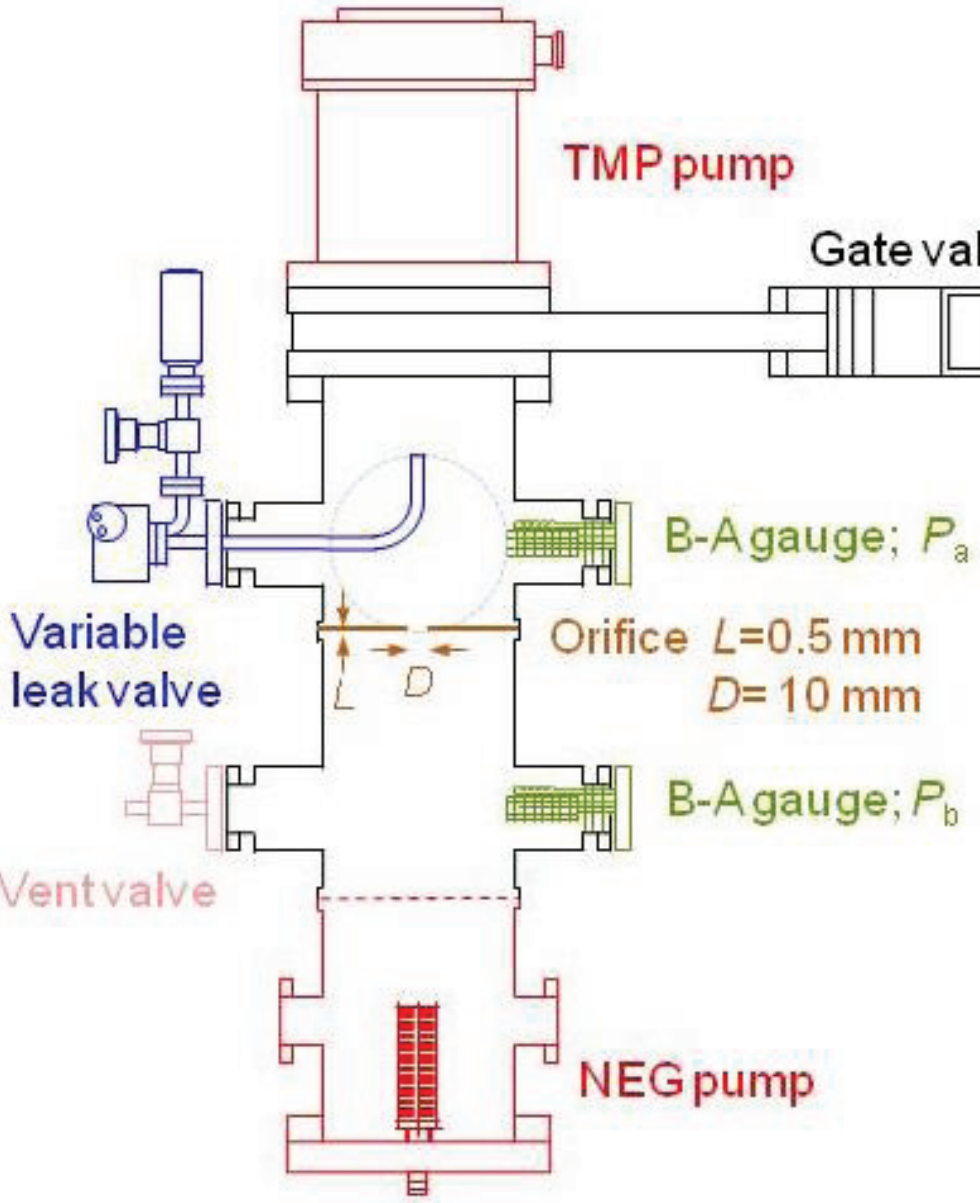 TMP pump
Gate val
B-A gauge; Pa
Variable
leak valve
Orifice L=0.5 mm
D= 10 mm
L
D
B-A gauge; Pb
Vent valve
NEG pump